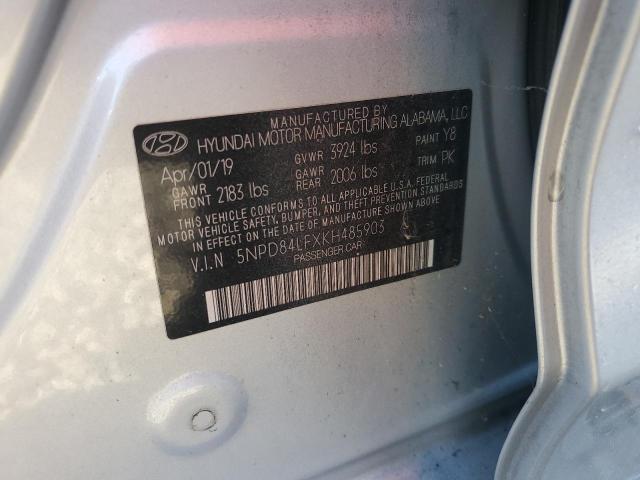 MANUFACTURED BY
HYUNDAI MOTOR MANUFACTURING ALABAMA, LLC
Apr/01/19 GVWR 3924 lbs PAINT Y8
GAWR FRONT 2183 lbs GAWR REAR 2006 lbs TRIM PK
THIS VEHICLE CONFORMS TO ALL APPLICABLE U.S.A. FEDERAL
MOTOR VEHICLE SAFETY, BUMPER, AND THEFT PREVENTION
STANDARDS IN EFFECT ON THE DATE OF MANUFACTURE SHOWN ABOVE.
V.I.N 5NPD84LFXKH485903
PASSENGER CAR